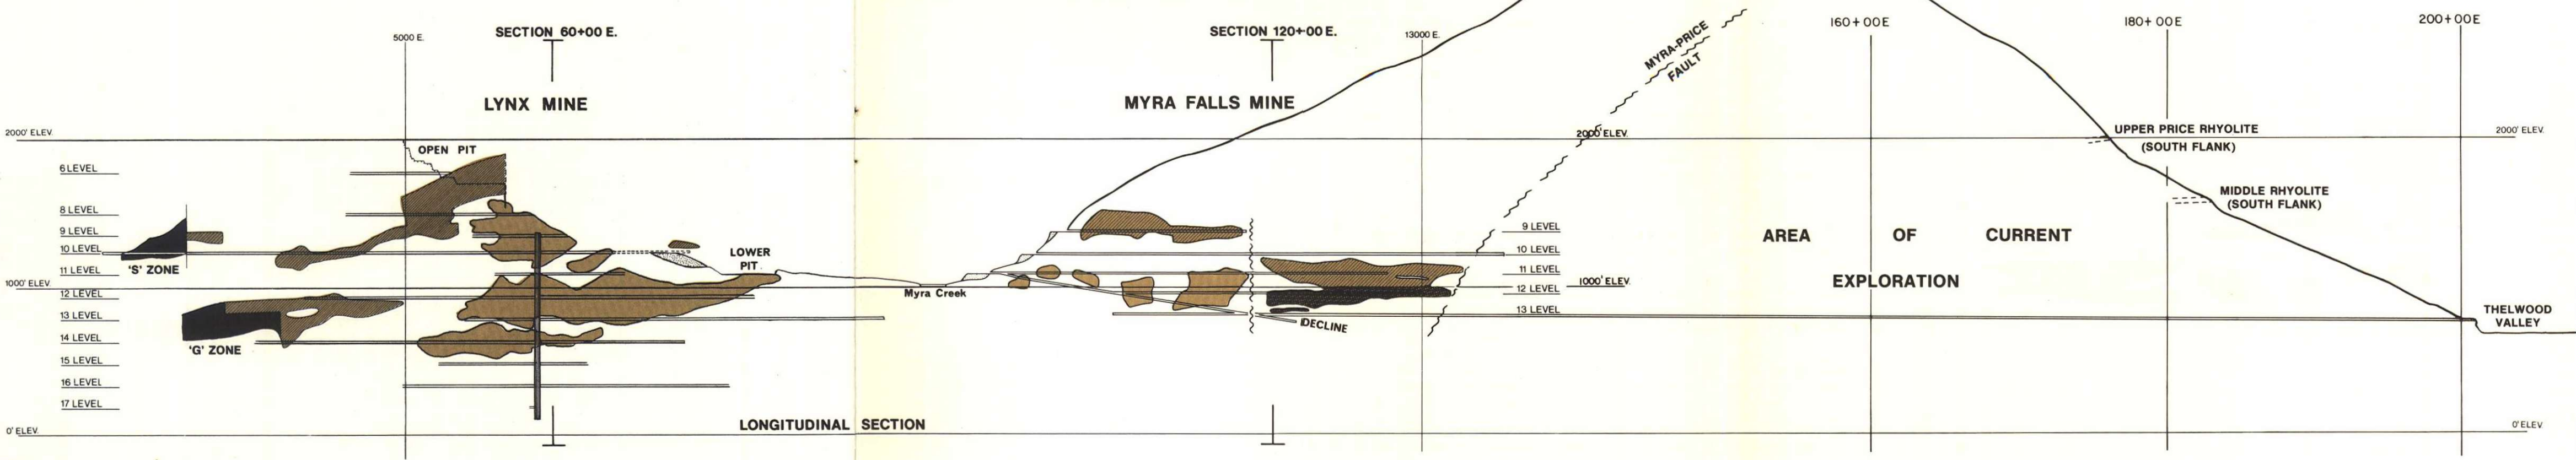 160+00E
180+00E
200+00E
SECTION 60+00 E.
5000 E.
SECTION 120+00 E.
13000 E.
MYRA-PRICE
FAULT
LYNX MINE
MYRA FALLS MINE
2000' ELEV.
2000' ELEV.
2000' ELEV.
UPPER PRICE RHYOLITE
(SOUTH FLANK)
OPEN PIT
6 LEVEL
MIDDLE RHYOLITE
(SOUTH FLANK)
8 LEVEL
9 LEVEL
10 LEVEL
'S' ZONE
11 LEVEL
LOWER
PIT
9 LEVEL
10 LEVEL
11 LEVEL
12 LEVEL
13 LEVEL
AREA OF CURRENT
EXPLORATION
1000' ELEV.
1000' ELEV.
12 LEVEL
Myra Creek
13 LEVEL
DECLINE
THELWOOD
VALLEY
14 LEVEL
'G' ZONE
15 LEVEL
16 LEVEL
17 LEVEL
LONGITUDINAL SECTION
0' ELEV.
0' ELEV.